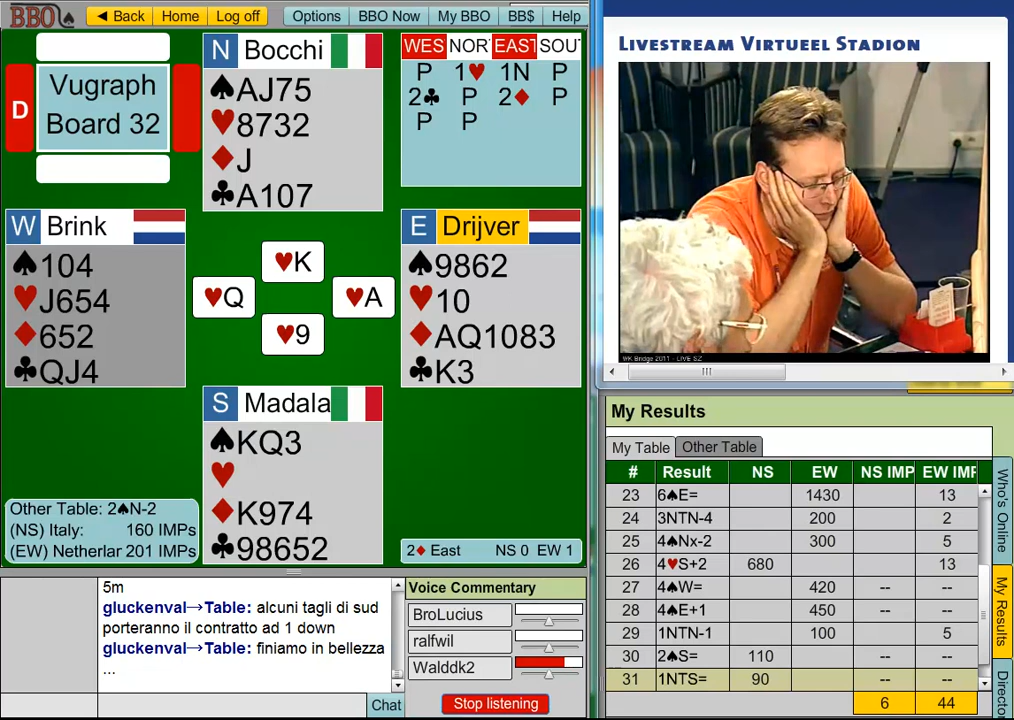 BBO ◄ Back Home Log off Options BBO Now My BBO BB$ Help
Vugraph
Board 32
D
N Bocchi
♠AJ75
♥8732
♦J
♣A107
WES NOR EAST SOU
P 1♥ 1N P
2♣ P 2♦ P
P P
W Brink
♠104
♥J654
♦652
♣QJ4
♥K
♥Q ♥A
♥9
E Drijver
♠9862
♥10
♦AQ1083
♣K3
S Madala
♠KQ3
♥
♦K974
♣98652
Other Table: 2♠N-2
(NS) Italy: 160 IMPs
(EW) Netherlar 201 IMPs
2♦ East NS 0 EW 1
5m
gluckenval→Table: alcuni tagli di sud
porteranno il contratto ad 1 down
gluckenval→Table: finiamo in bellezza
...
Chat
Voice Commentary
BroLucius
ralfwil
Walddk2
Stop listening
Livestream Virtueel Stadion
WK Bridge 2011 - LIVE SZ
My Results
My Table Other Table
# Result NS EW NS IMP EW IMF
23 6♠E= 1430 13
24 3NTN-4 200 2
25 4♠Nx-2 300 5
26 4♥S+2 680 13
27 4♠W= 420 -- --
28 4♠E+1 450 -- --
29 1NTN-1 100 5
30 2♠S= 110 -- --
31 1NTS= 90 -- --
6 44
Who's Online
My Results
Director